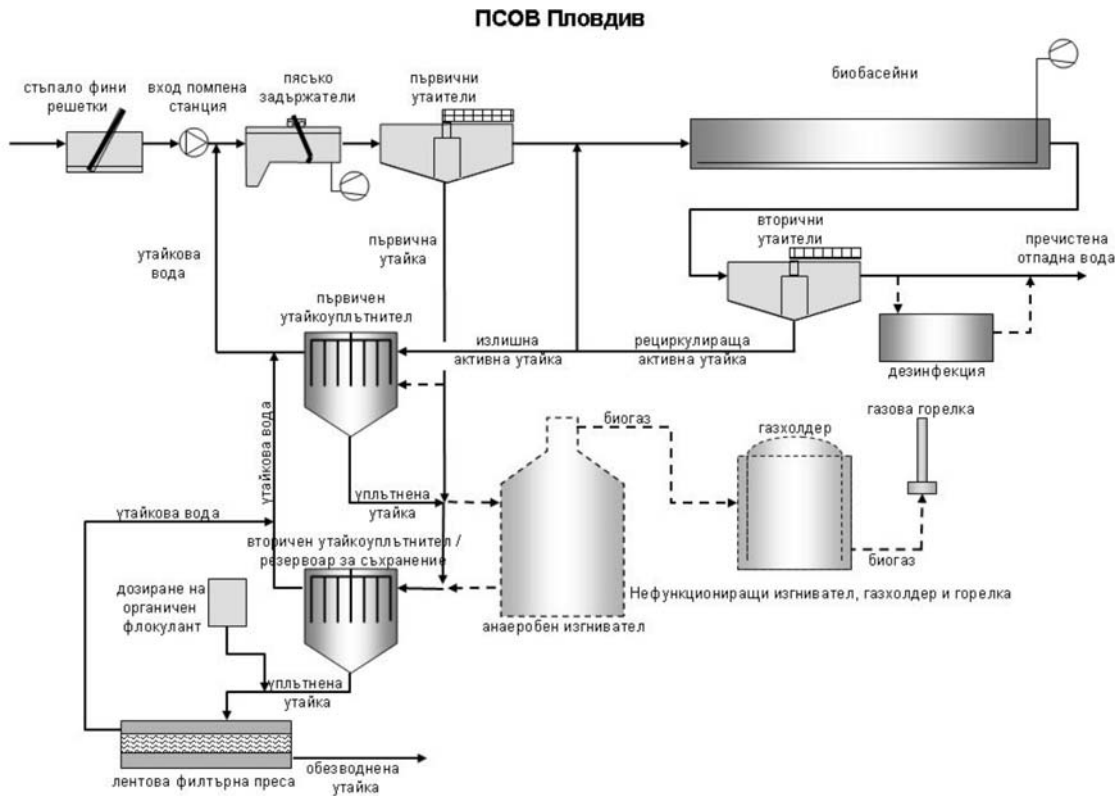 ПСОВ Пловдив
стъпало фини
решетки
вход помпена
станция
пясъко
задържатели
първични
утаители
биобасейни
утайкова
вода
първична
утайка
вторични
утаители
пречистена
отпадна вода
първичен
утайкоуплътнител
излишна
активна утайка
рециркулираща
активна утайка
дезинфекция
биогаз
газхолдер
газова горелка
утайкова вода
уплътнена
утайка
утайкова вода
вторичен утайкоуплътнител /
резервоар за съхранение
биогаз
дозиране на
органичен
флокулант
Нефункциониращи изгнивател, газхолдер и горелка
анаеробен изгнивател
уплътнена
утайка
лентова филтърна преса
обезводнена
утайка